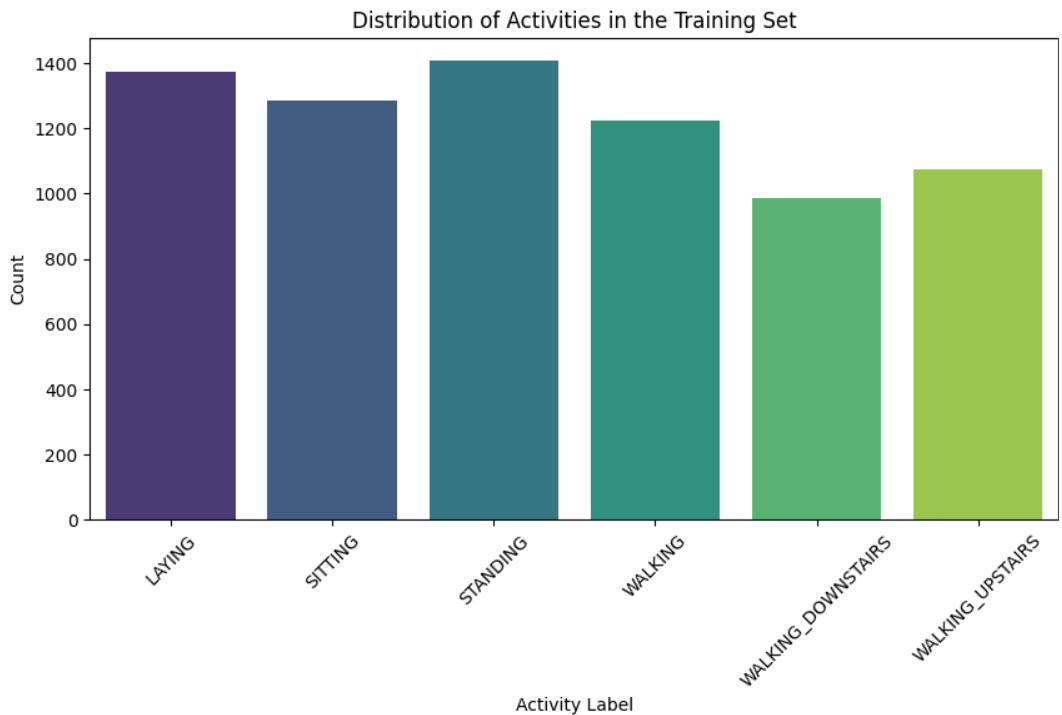 Distribution of Activities in the Training Set
1400
1200
1000
800
600
400
200
0
Count
LAYING
SITTING
STANDING
WALKING
WALKING_DOWNSTAIRS
WALKING_UPSTAIRS
Activity Label